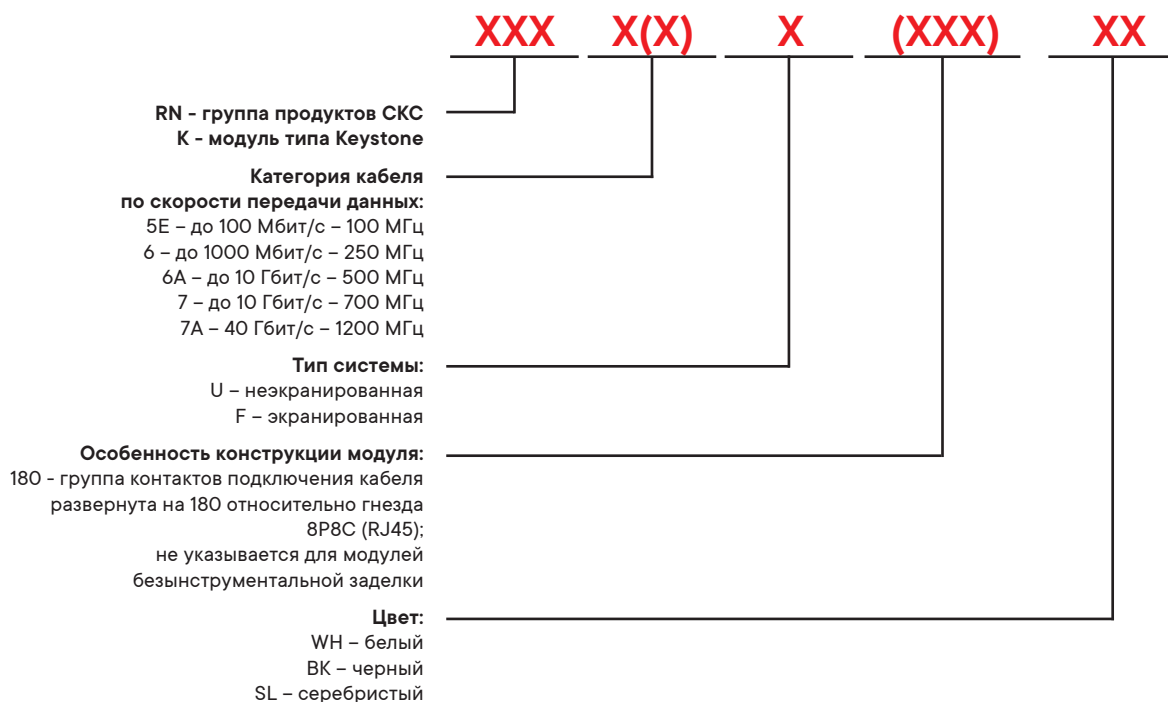 XXX X(X) X (XXX) XX
RN - группа продуктов СКС
K - модуль типа Keystone
Категория кабеля
по скорости передачи данных:
5E – до 100 Мбит/с – 100 МГц
6 – до 1000 Мбит/с – 250 МГц
6A – до 10 Гбит/с – 500 МГц
7 – до 10 Гбит/с – 700 МГц
7A – 40 Гбит/с – 1200 МГц
Тип системы:
U – неэкранированная
F – экранированная
Особенность конструкции модуля:
180 - группа контактов подключения кабеля
развернута на 180 относительно гнезда
8P8C (RJ45);
не указывается для модулей
безынструментальной заделки
Цвет:
WH – белый
BK – черный
SL – серебристый